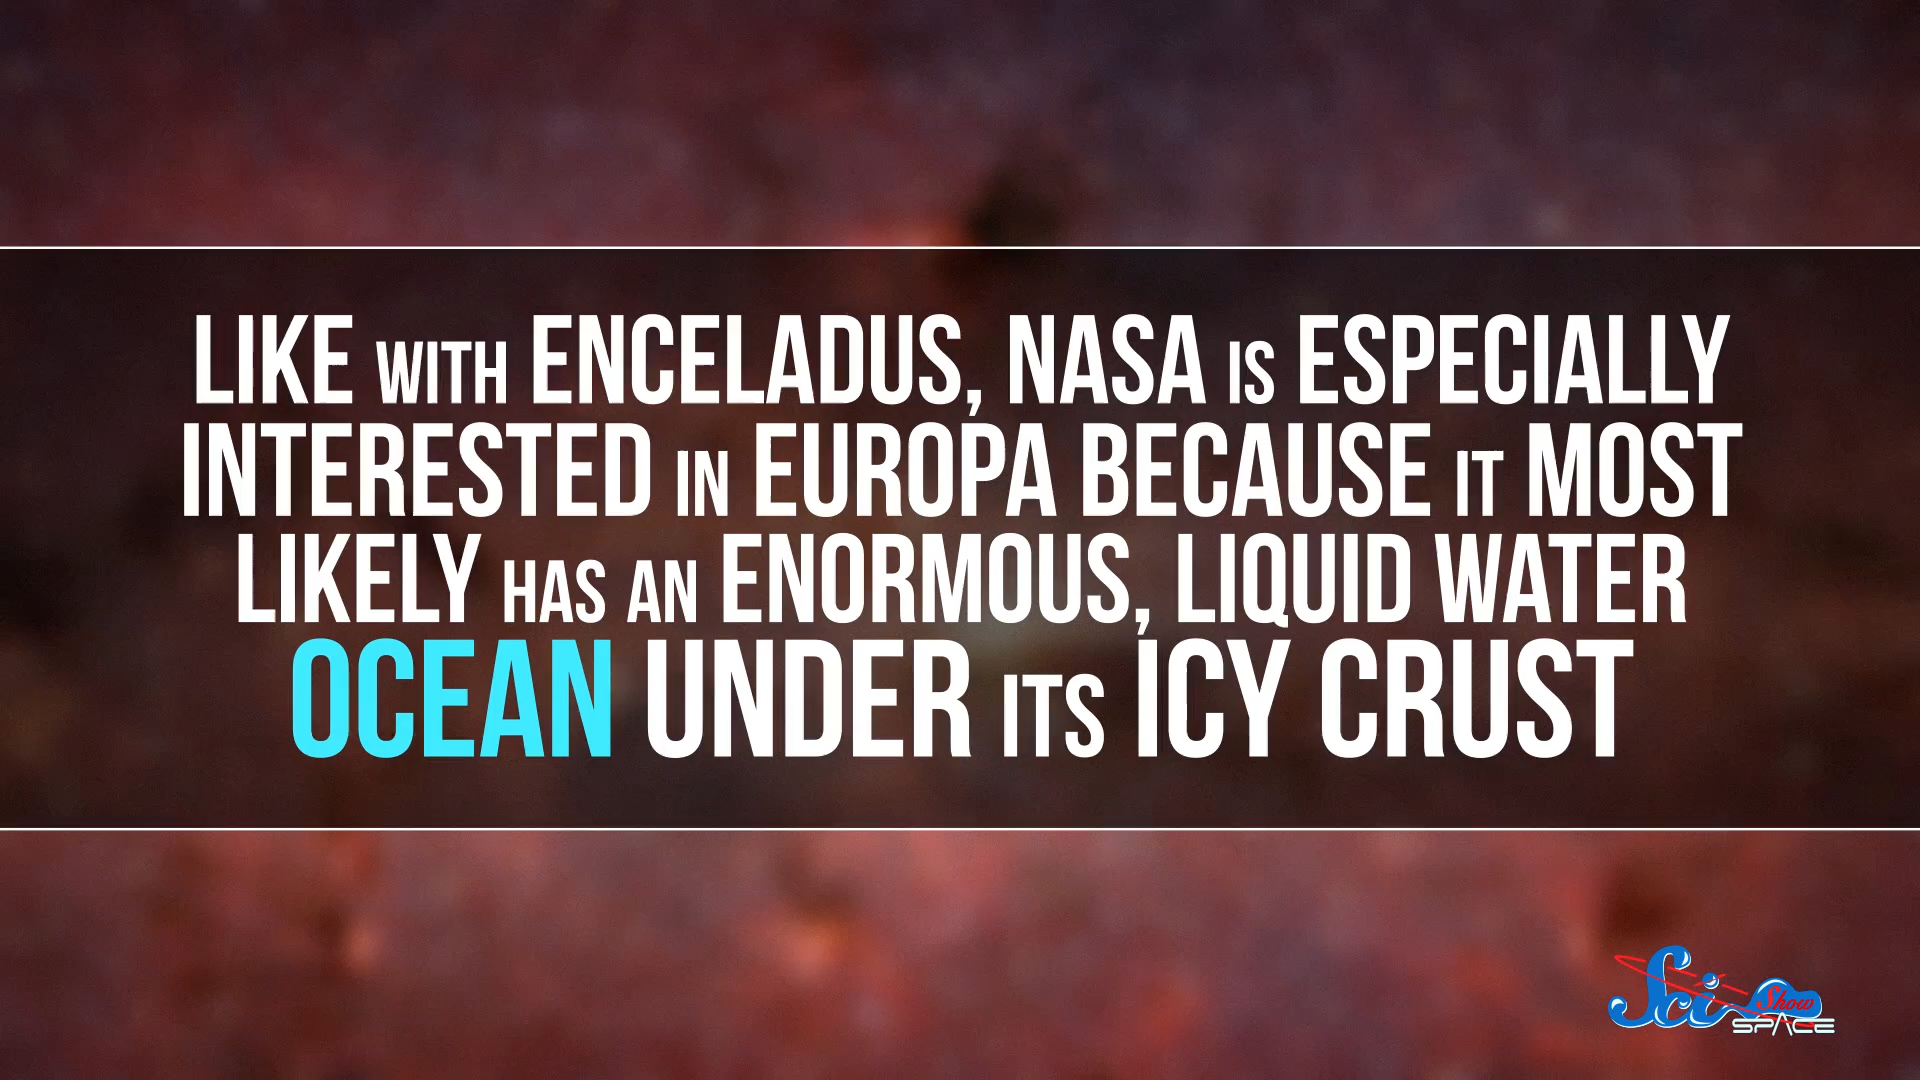 LIKE WITH ENCELADUS, NASA IS ESPECIALLY
INTERESTED IN EUROPA BECAUSE IT MOST
LIKELY HAS AN ENORMOUS, LIQUID WATER
OCEAN UNDER ITS ICY CRUST
Sci Show
SPACE